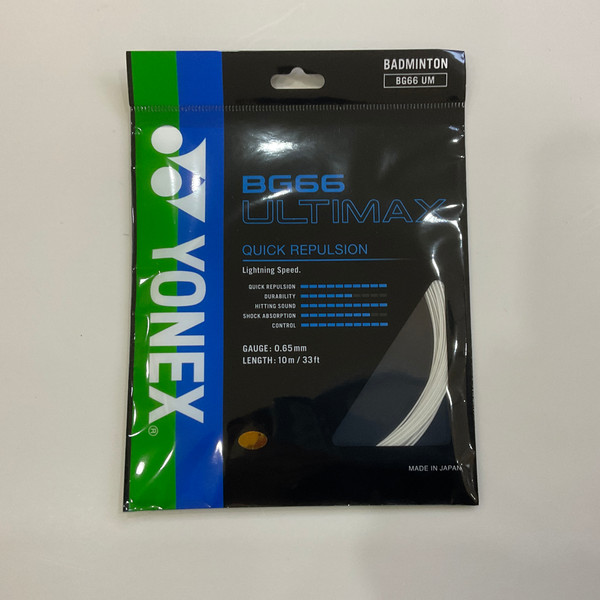 BADMINTON
BG66 UM
YONEX®
BG66
ULTIMAX
QUICK REPULSION
Lightning Speed.
QUICK REPULSION
DURABILITY
HITTING SOUND
SHOCK ABSORPTION
CONTROL
GAUGE: 0.65mm
LENGTH: 10m / 33ft
MADE IN JAPAN